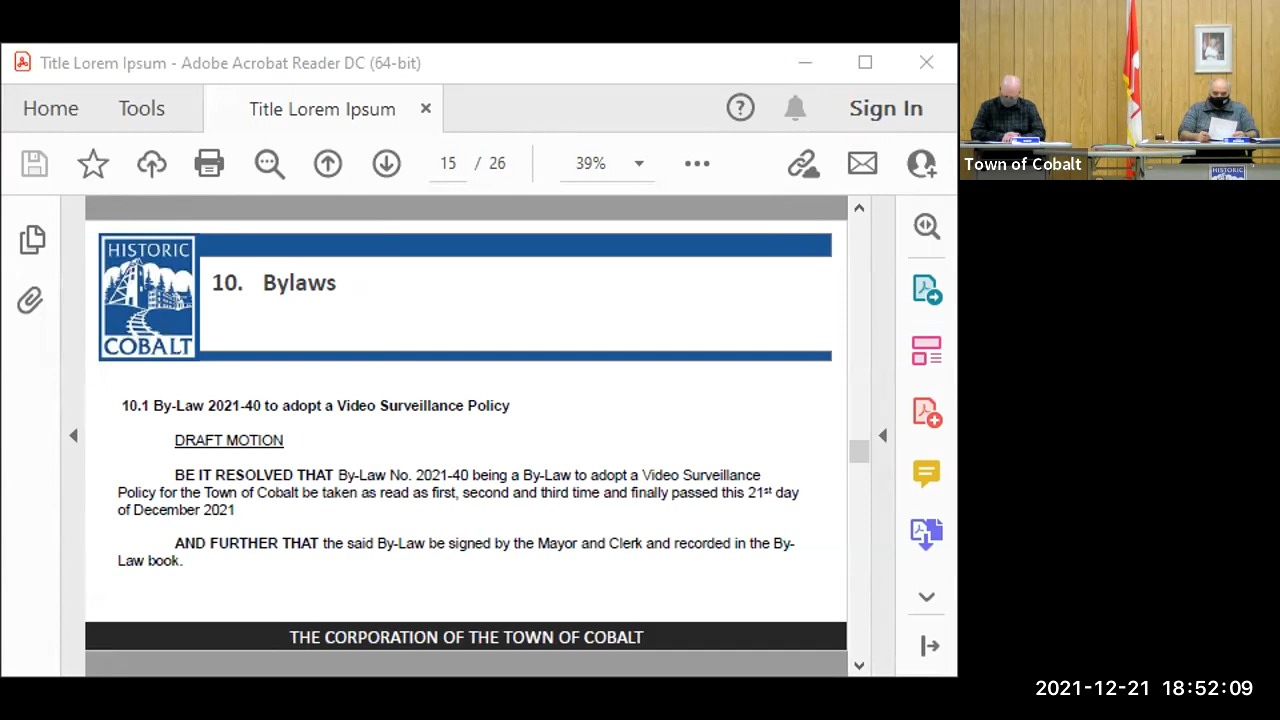 Title Lorem Ipsum - Adobe Acrobat Reader DC (64-bit)
Home Tools Title Lorem Ipsum Sign In
15 / 26 39%
HISTORIC
COBALT
10. Bylaws
10.1 By-Law 2021-40 to adopt a Video Surveillance Policy
DRAFT MOTION
BE IT RESOLVED THAT By-Law No. 2021-40 being a By-Law to adopt a Video Surveillance
Policy for the Town of Cobalt be taken as read as first, second and third time and finally passed this 21st day
of December 2021
AND FURTHER THAT the said By-Law be signed by the Mayor and Clerk and recorded in the By-
Law book.
THE CORPORATION OF THE TOWN OF COBALT
Town of Cobalt
HISTORIC
2021-12-21 18:52:09